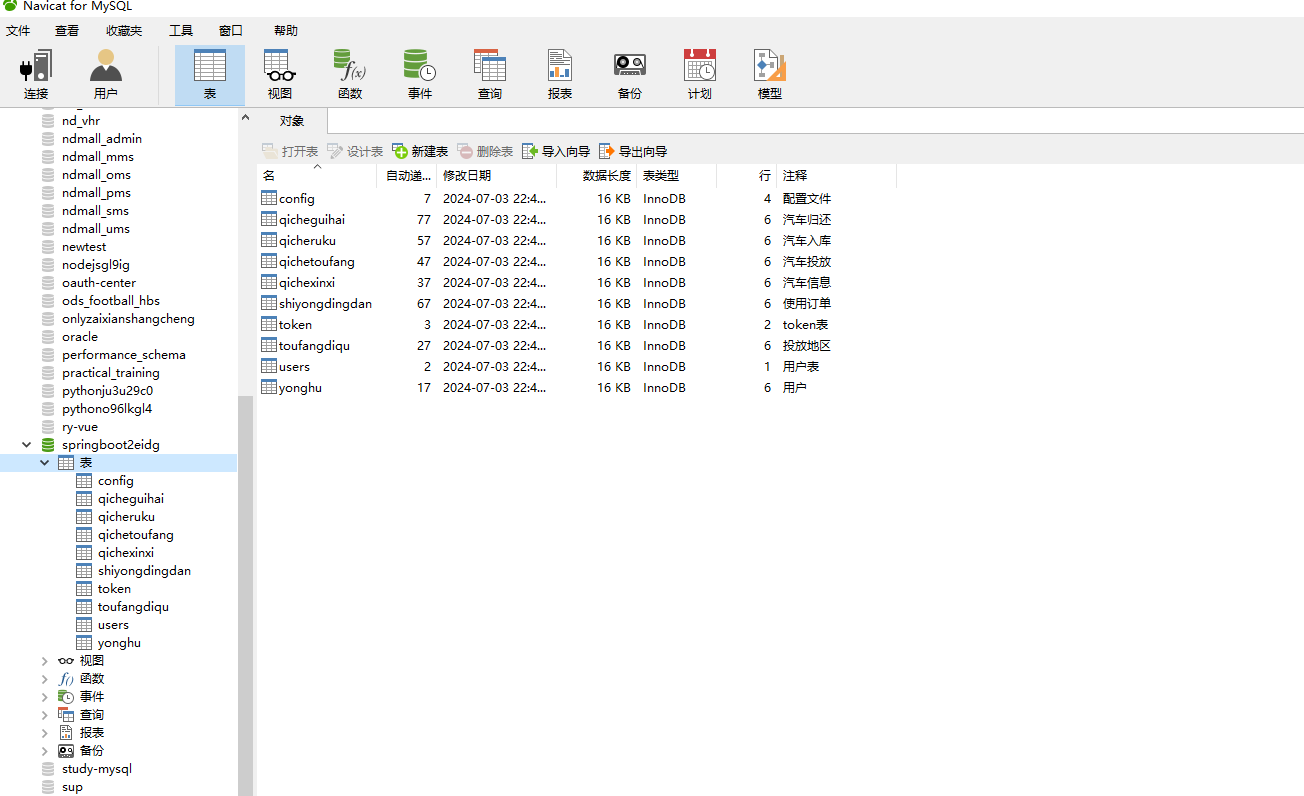 Navicat for MySQL
文件 查看 收藏夹 工具 窗口 帮助
连接 用户 表 视图 函数 事件 查询 报表 备份 计划 模型
nd_vhr
ndmall_admin
ndmall_mms
ndmall_oms
ndmall_pms
ndmall_sms
ndmall_ums
newtest
nodejsgl9ig
oauth-center
ods_football_hbs
onlyzaixianshangcheng
oracle
performance_schema
practical_training
pythonju3u29c0
pythono96lkgl4
ry-vue
springboot2eidg
表
config
qicheguihai
qicheruku
qichetoufang
qichexinxi
shiyongdingdan
token
toufangdiqu
users
yonghu
视图
函数
事件
查询
报表
备份
study-mysql
sup
对象
打开表 设计表 新建表 删除表 导入向导 导出向导
名 自动递... 修改日期 数据长度 表类型 行 注释
config 7 2024-07-03 22:4... 16 KB InnoDB 4 配置文件
qicheguihai 77 2024-07-03 22:4... 16 KB InnoDB 6 汽车归还
qicheruku 57 2024-07-03 22:4... 16 KB InnoDB 6 汽车入库
qichetoufang 47 2024-07-03 22:4... 16 KB InnoDB 6 汽车投放
qichexinxi 37 2024-07-03 22:4... 16 KB InnoDB 6 汽车信息
shiyongdingdan 67 2024-07-03 22:4... 16 KB InnoDB 6 使用订单
token 3 2024-07-03 22:4... 16 KB InnoDB 2 token表
toufangdiqu 27 2024-07-03 22:4... 16 KB InnoDB 6 投放地区
users 2 2024-07-03 22:4... 16 KB InnoDB 1 用户表
yonghu 17 2024-07-03 22:4... 16 KB InnoDB 6 用户